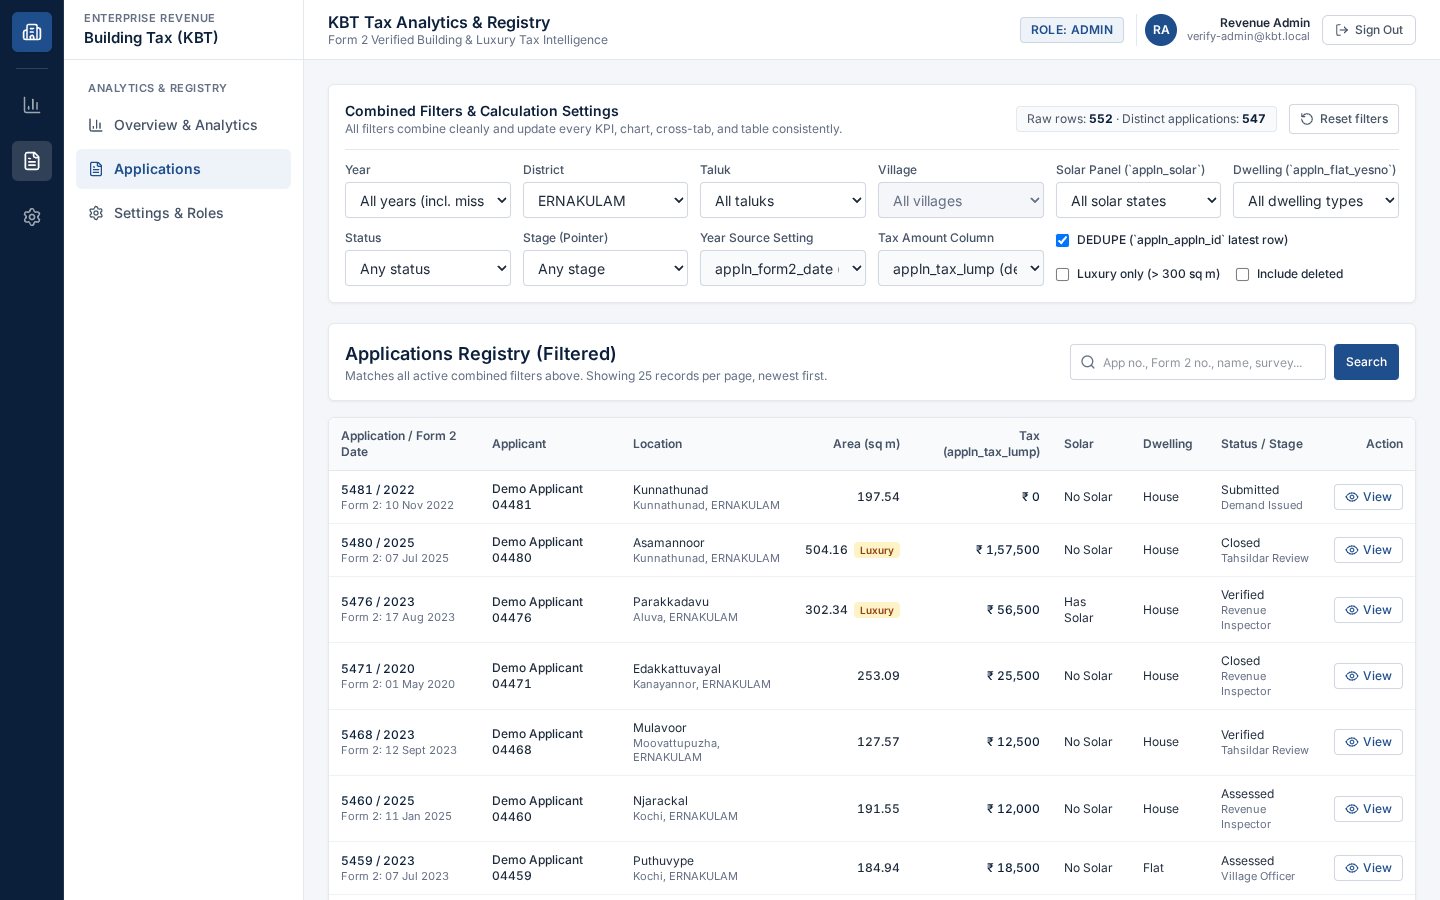 ENTERPRISE REVENUE
Building Tax (KBT)
KBT Tax Analytics & Registry
Form 2 Verified Building & Luxury Tax Intelligence
ROLE: ADMIN
RA
Revenue Admin
verify-admin@kbt.local
Sign Out
ANALYTICS & REGISTRY
Overview & Analytics
Applications
Settings & Roles
Combined Filters & Calculation Settings
All filters combine cleanly and update every KPI, chart, cross-tab, and table consistently.
Raw rows: 552 · Distinct applications: 547
Reset filters
Year
District
Taluk
Village
Solar Panel (`appln_solar`)
Dwelling (`appln_flat_yesno`)
All years (incl. miss
ERNAKULAM
All taluks
All villages
All solar states
All dwelling types
Status
Stage (Pointer)
Year Source Setting
Tax Amount Column
DEDUPE (`appln_appln_id` latest row)
Any status
Any stage
appln_form2_date (
appln_tax_lump (de
Luxury only (> 300 sq m)
Include deleted
Applications Registry (Filtered)
Matches all active combined filters above. Showing 25 records per page, newest first.
App no., Form 2 no., name, survey...
Search
Application / Form 2
Date
Applicant
Location
Area (sq m)
Tax
(appln_tax_lump)
Solar
Dwelling
Status / Stage
Action
5481 / 2022
Form 2: 10 Nov 2022
Demo Applicant
04481
Kunnathunad
Kunnathunad, ERNAKULAM
197.54
₹ 0
No Solar
House
Submitted
Demand Issued
View
5480 / 2025
Form 2: 07 Jul 2025
Demo Applicant
04480
Asamannoor
Kunnathunad, ERNAKULAM
504.16 Luxury
₹ 1,57,500
No Solar
House
Closed
Tahsildar Review
View
5476 / 2023
Form 2: 17 Aug 2023
Demo Applicant
04476
Parakkadavu
Aluva, ERNAKULAM
302.34 Luxury
₹ 56,500
Has
Solar
House
Verified
Revenue
Inspector
View
5471 / 2020
Form 2: 01 May 2020
Demo Applicant
04471
Edakkattuvayal
Kanayannor, ERNAKULAM
253.09
₹ 25,500
No Solar
House
Closed
Revenue
Inspector
View
5468 / 2023
Form 2: 12 Sept 2023
Demo Applicant
04468
Mulavoor
Moovattupuzha,
ERNAKULAM
127.57
₹ 12,500
No Solar
House
Verified
Tahsildar Review
View
5460 / 2025
Form 2: 11 Jan 2025
Demo Applicant
04460
Njarackal
Kochi, ERNAKULAM
191.55
₹ 12,000
No Solar
House
Assessed
Revenue
Inspector
View
5459 / 2023
Form 2: 07 Jul 2023
Demo Applicant
04459
Puthuvype
Kochi, ERNAKULAM
184.94
₹ 18,500
No Solar
Flat
Assessed
Village Officer
View